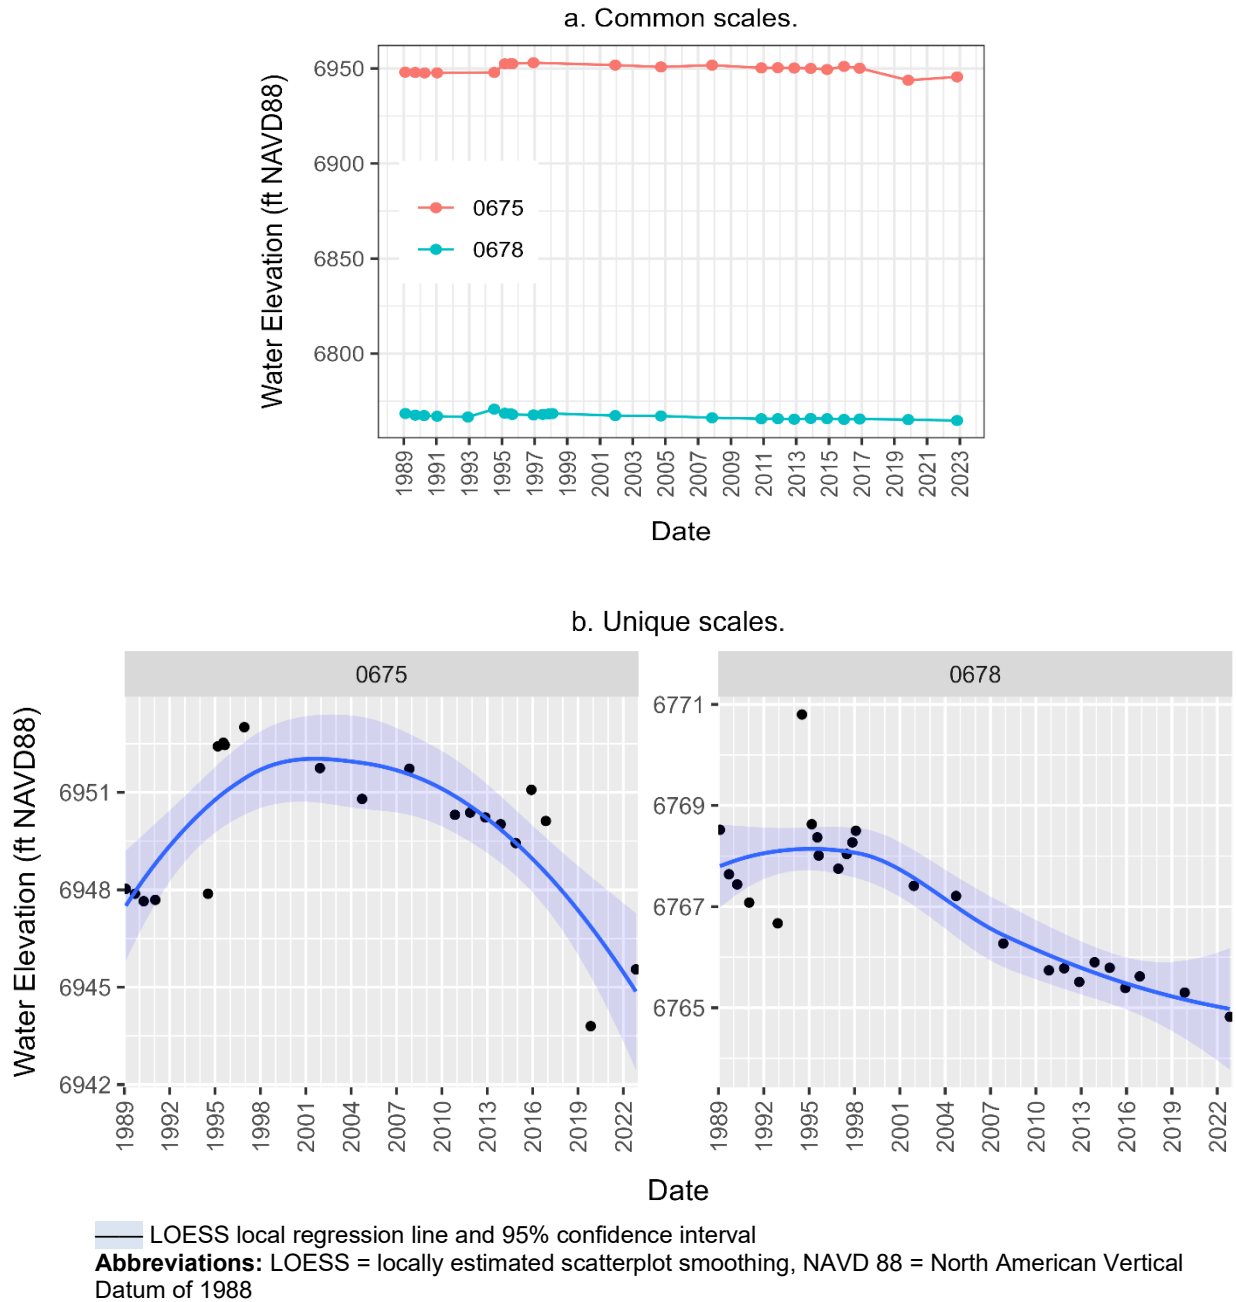 a. Common scales.
Water Elevation (ft NAVD88)
6950
6900
6850
6800
0675
0678
1989 1991 1993 1995 1997 1999 2001 2003 2005 2007 2009 2011 2013 2015 2017 2019 2021 2023
Date
b. Unique scales.
Water Elevation (ft NAVD88)
0675
6951
6948
6945
6942
1989 1992 1995 1998 2001 2004 2007 2010 2013 2016 2019 2022
0678
6771
6769
6767
6765
1989 1992 1995 1998 2001 2004 2007 2010 2013 2016 2019 2022
Date
LOESS local regression line and 95% confidence interval
Abbreviations: LOESS = locally estimated scatterplot smoothing, NAVD 88 = North American Vertical
Datum of 1988